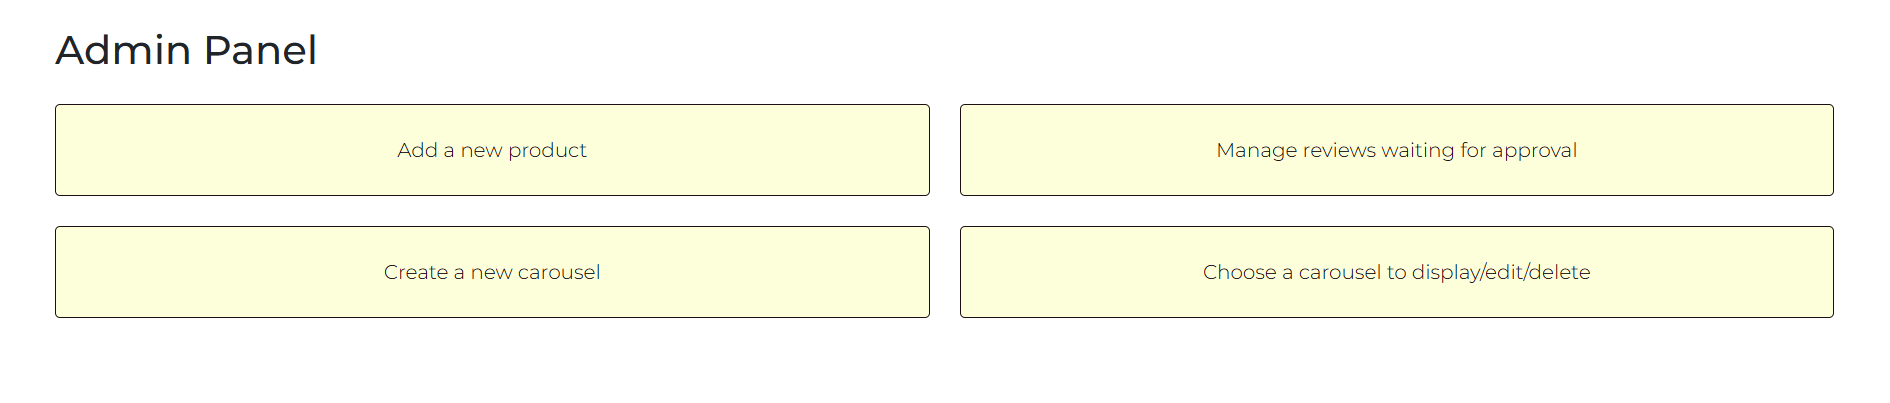 Admin Panel
Add a new product
Manage reviews waiting for approval
Create a new carousel
Choose a carousel to display/edit/delete